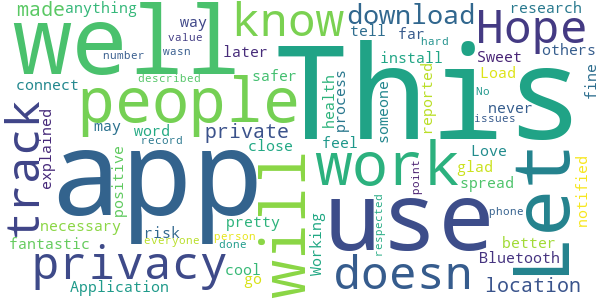 made
anything
way
value
wasn
number
well
know
download
tell
far
hard
research
Hope
others
later
This
install
Sweet
connect
described
safer
Load
No
fine
people
health
process
someone
reported
never
issues
track
explained
may
word
record
private
privacy
close
feel
work
Love
glad
spread
Lets
notified
app
will
use
point
phone
positive
necessary
risk
pretty
fantastic
everyone
person
done
Working
respected
better
Bluetooth
privacy
cool
go
doesn
location
Application